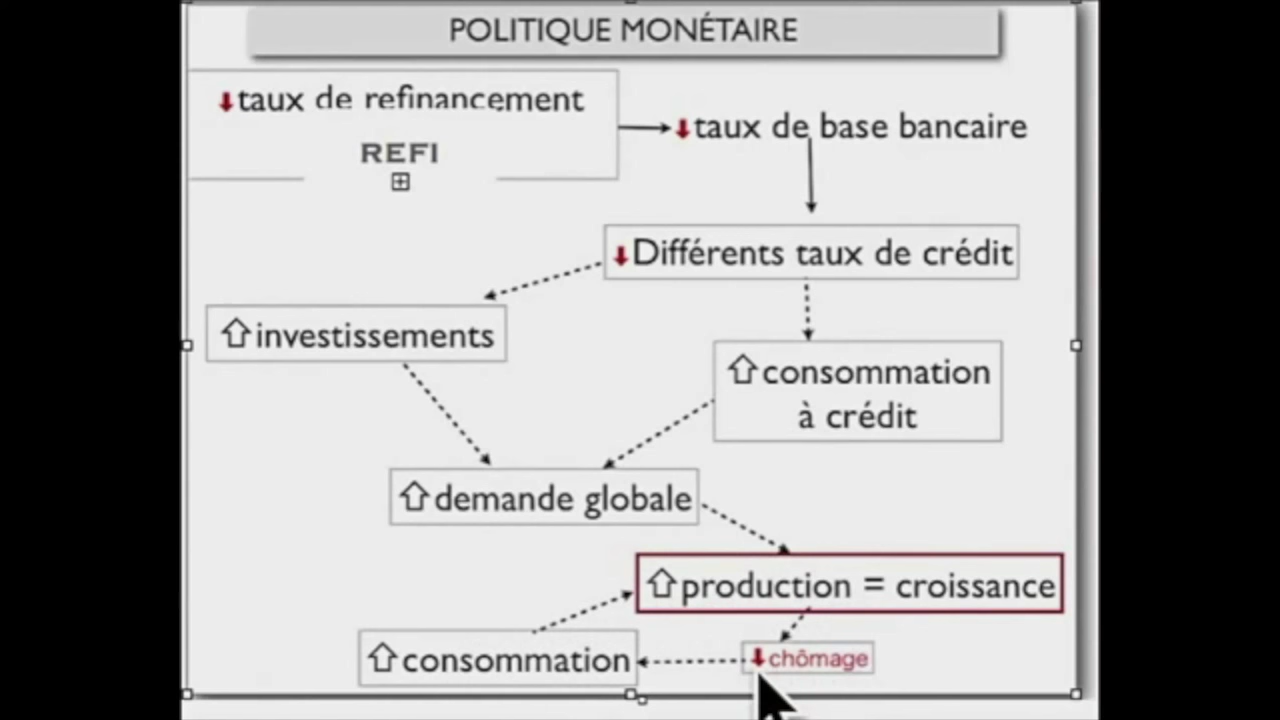 POLITIQUE MONÉTAIRE
taux de refinancement
REFI
taux de base bancaire
Différents taux de crédit
investissements
consommation
à crédit
demande globale
production = croissance
consommation
chômage